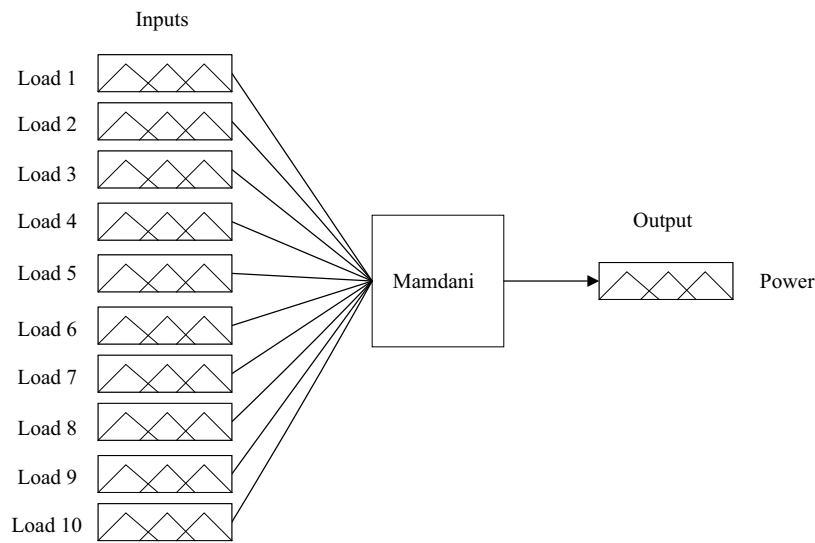 Inputs
Load 1
Load 2
Load 3
Load 4
Load 5
Load 6
Load 7
Load 8
Load 9
Load 10
Mamdani
Output
Power